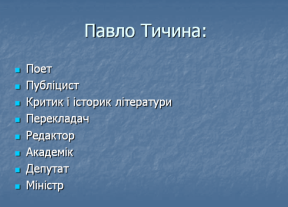 Павло Тичина:
Поет
Публіцист
Критик і історик літератури
Перекладач
Редактор
Академік
Депутат
Міністр